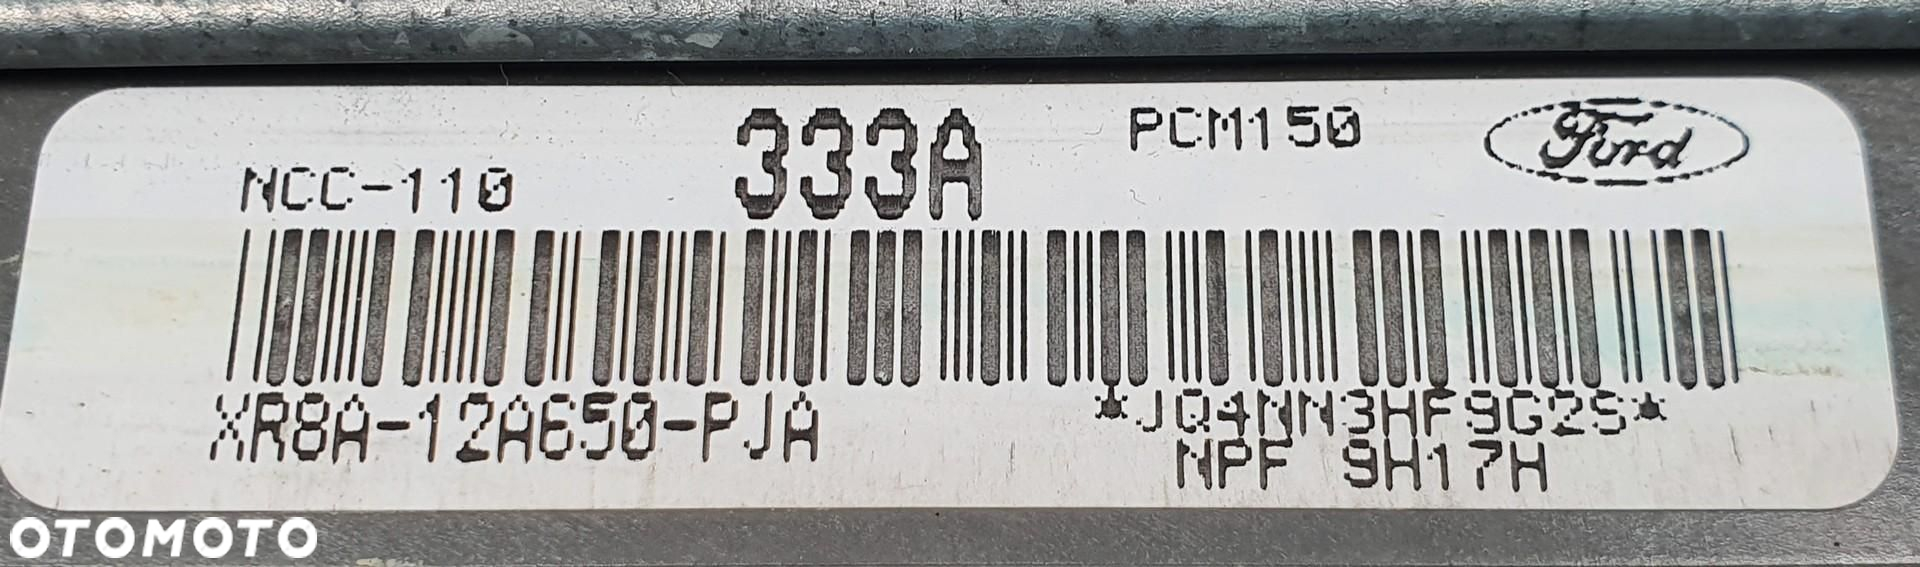 333A
PCM150
Ford
NCC-110
XR8A-12A650-PJA
*JQ4NN3HF9G2S*
NPF 9H17H
OTOMOTO